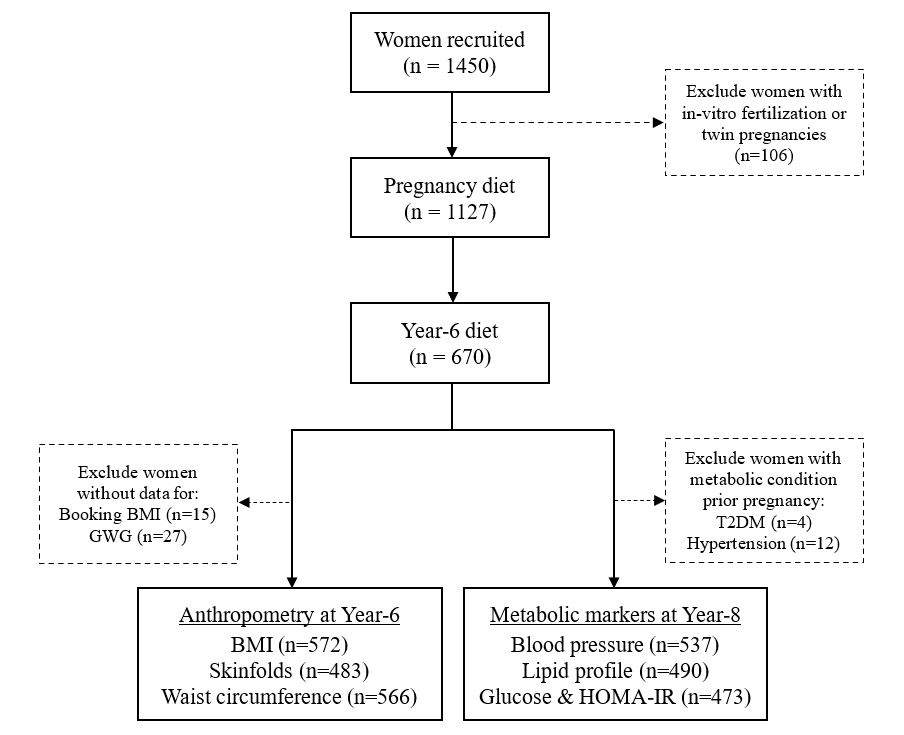 Women recruited
(n = 1450)
Exclude women with
in-vitro fertilization or
twin pregnancies
(n=106)
Pregnancy diet
(n = 1127)
Year-6 diet
(n = 670)
Exclude women
without data for:
Booking BMI (n=15)
GWG (n=27)
Exclude women with
metabolic condition
prior pregnancy:
T2DM (n=4)
Hypertension (n=12)
Anthropometry at Year-6
BMI (n=572)
Skinfolds (n=483)
Waist circumference (n=566)
Metabolic markers at Year-8
Blood pressure (n=537)
Lipid profile (n=490)
Glucose & HOMA-IR (n=473)